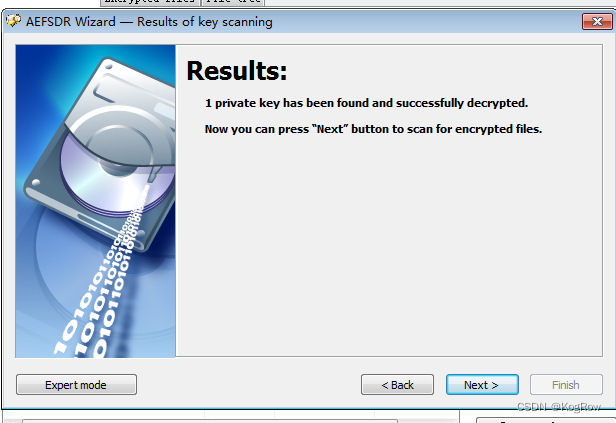 Encrypted files File tree
AEFSDR Wizard — Results of key scanning
Results:
1 private key has been found and successfully decrypted.
Now you can press “Next” button to scan for encrypted files.
Expert mode
< Back
Next >
Finish
CSDN @KogRow